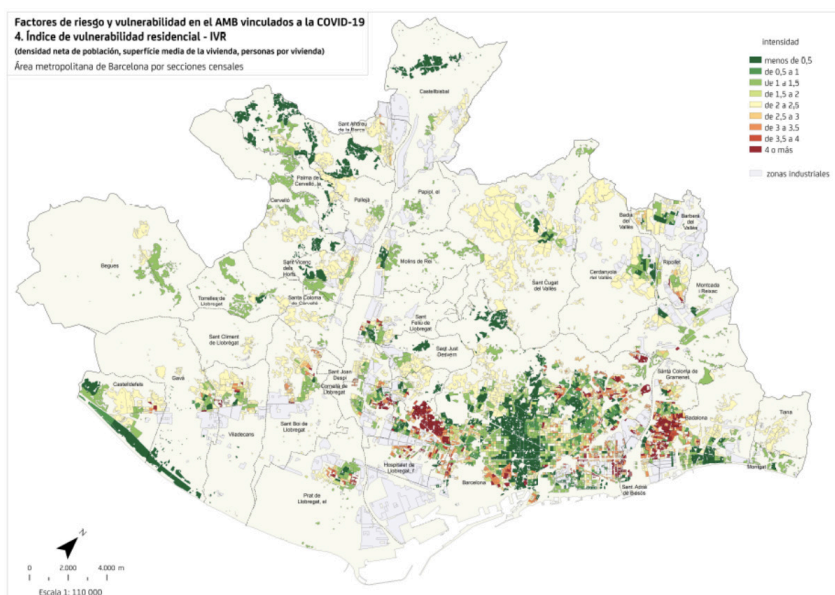 Factores de riesgo y vulnerabilidad en el AMB vinculados a la COVID-19
4. Índice de vulnerabilidad residencial - IVR
(densidad neta de población, superfície media de la vivienda, personas por vivienda)
Área metropolitana de Barcelona por secciones censales
intensidad
menos de 0,5
de 0,5 a 1
de 1 a 1,5
de 1,5 a 2
de 2 a 2,5
de 2,5 a 3
de 3 a 3,5
de 3,5 a 4
4 o más
zonas industriales
Castellbisbal
Sant Andreu
de la Barca
Palma de
Cervelló, la
Cervelló
Pallejà
Papiol, el
Badia
del
Vallès
Barberà
del
Vallès
Begues
Sant Vicenç
dels
Horts
Molins de Rei
Sant Cugat
del Vallès
Cerdanyola
del Vallès
Ripollet
Montcada
i Reixac
Torrelles de
Llobregat
Santa Coloma
de Cervelló
Sant
Feliu de
Llobregat
Sant Climent
de Llobregat
Sant Just
Desvern
Castelldefels
Gavà
Sant Joan
Despí
Cornellà de
Llobregat
Santa Coloma de
Gramenet
Badalona
Tiana
Viladecans
Sant Boi de
Llobregat
Hospitalet de
Llobregat, l'
Barcelona
Sant Adrià
de Besòs
Montgat
Prat de
Llobregat, el
N
0 2.000 4.000 m
Escala 1: 110 000